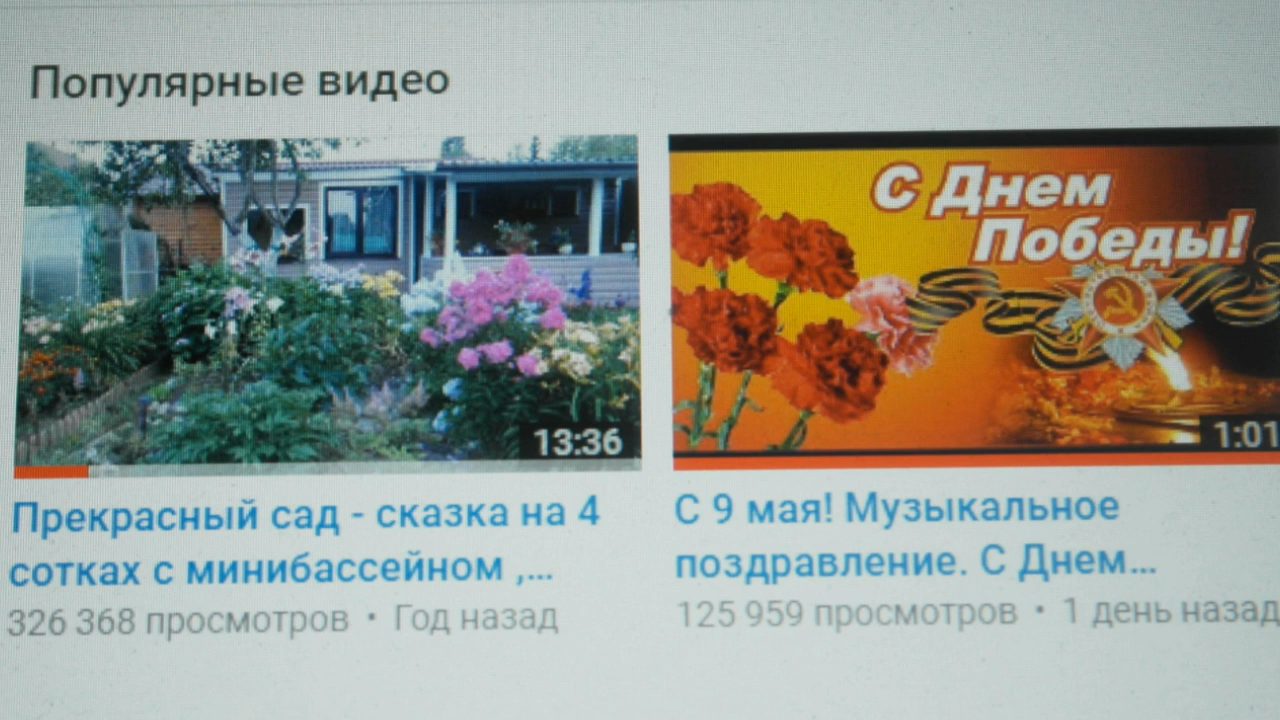 Популярные видео
С Днем
Победы!
13:36
1:01
Прекрасный сад - сказка на 4
сотках с минибассейном ,...
326 368 просмотров • Год назад
С 9 мая! Музыкальное
поздравление. С Днем...
125 959 просмотров • 1 день назад